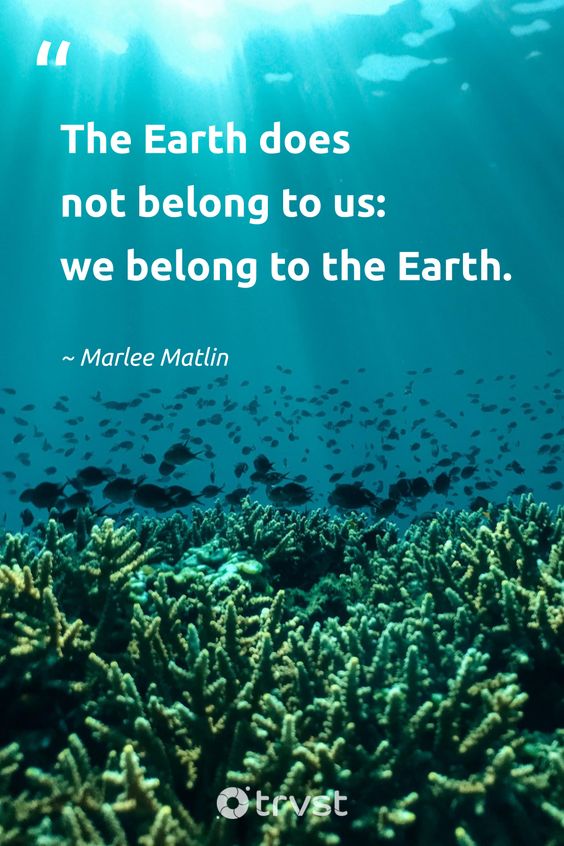 “
The Earth does
not belong to us:
we belong to the Earth.
~ Marlee Matlin
trvst